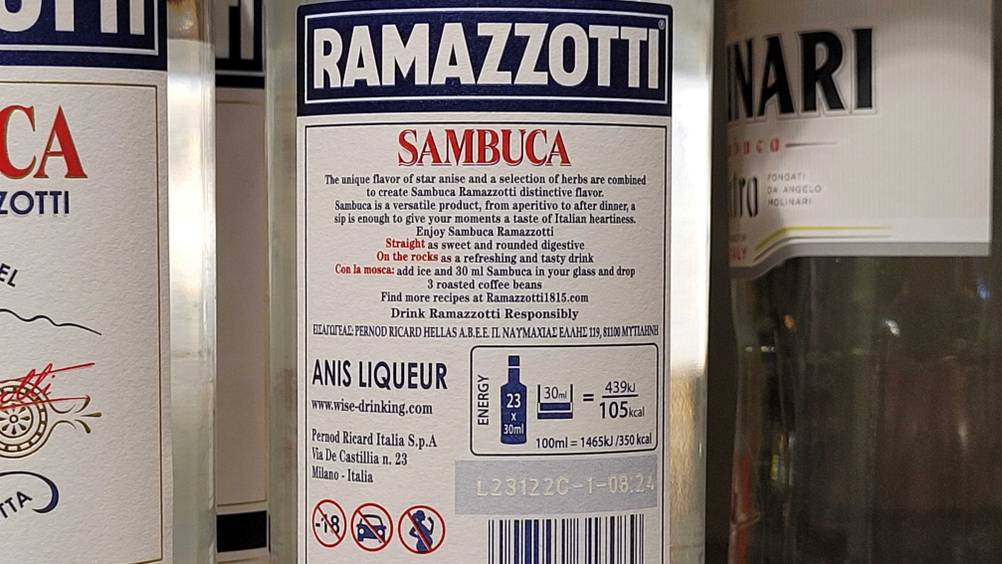 RAMAZZOTTI
SAMBUCA
The unique flavor of star anise and a selection of herbs are combined
to create Sambuca Ramazzotti distinctive flavor.
Sambuca is a versatile product, from aperitivo to after dinner, a
sip is enough to give your moments a taste of Italian heartiness.
Enjoy Sambuca Ramazzotti
Straight as sweet and rounded digestive
On the rocks as a refreshing and tasty drink
Con la mosca: add ice and 30 ml Sambuca in your glass and drop
3 roasted coffee beans
Find more recipes at Ramazzotti1815.com
Drink Ramazzotti Responsibly
ΕΙΣΑΓΩΓΕΑΣ: PERNOD RICARD HELLAS A.B.E.E. Π. ΝΑΥΜΑΧΙΑΣ ΕΛΛΗΣ 119, 81100 ΜΥΤΙΛΗΝΗ
ANIS LIQUEUR
www.wise-drinking.com
Pernod Ricard Italia S.p.A
Via De Castillia n. 23
Milano - Italia
-18
ENERGY
23
x
30ml
30ml
=
439kJ
105kcal
100ml = 1465kJ /350 kcal
L23122C-1-08:24
CA
ZOTTI
EL
TTA
NARI
buca
tro
FONDATI
DA ANGELO
MOLINARI
ITALY